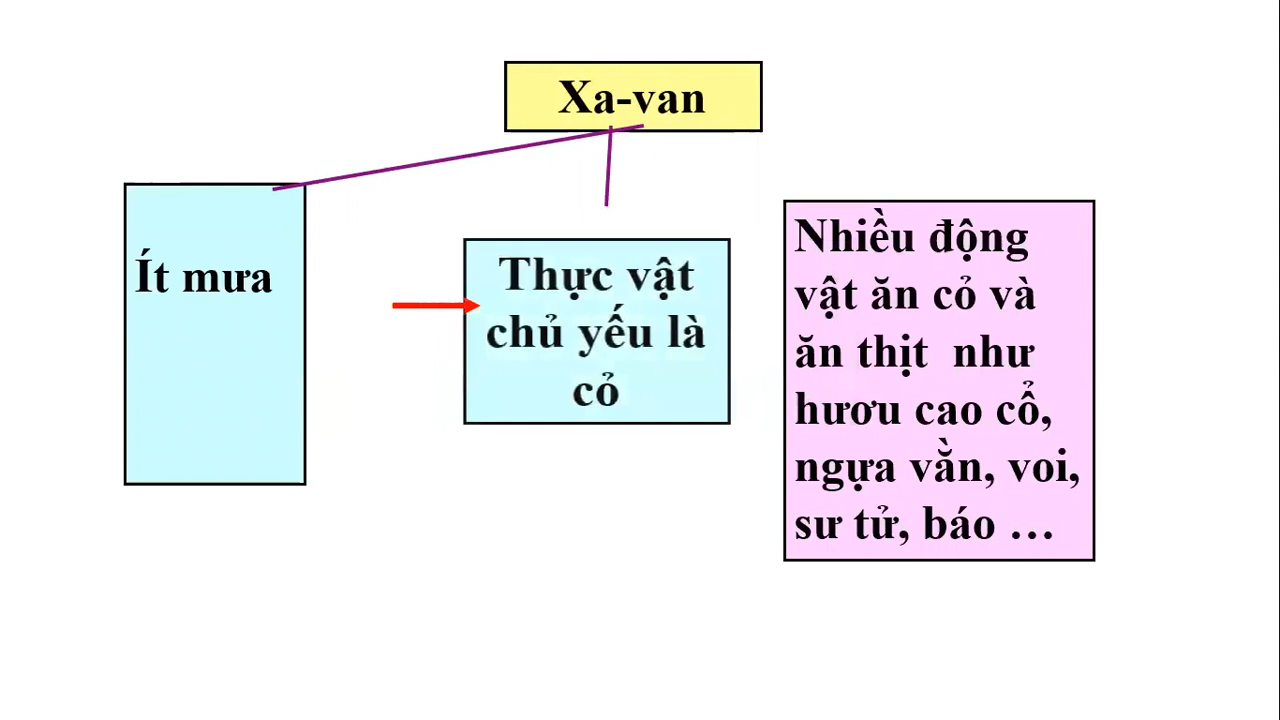 Xa-van
Ít mưa
Thực vật
chủ yếu là
cỏ
Nhiều động
vật ăn cỏ và
ăn thịt  như
hươu cao cổ,
ngựa vằn, voi,
sư tử, báo …